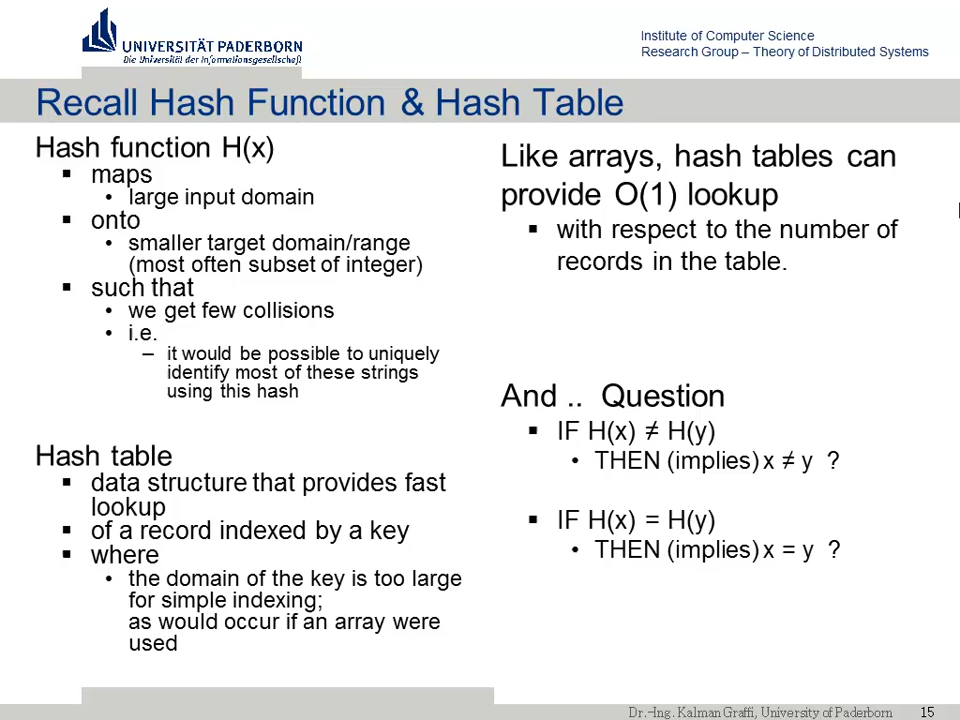 UNIVERSITÄT PADERBORN
Die Universität der Informationsgesellschaft
Institute of Computer Science
Research Group – Theory of Distributed Systems
Recall Hash Function & Hash Table
Hash function H(x)
▪ maps
• large input domain
▪ onto
• smaller target domain/range
(most often subset of integer)
▪ such that
• we get few collisions
• i.e.
– it would be possible to uniquely
identify most of these strings
using this hash
Hash table
▪ data structure that provides fast
lookup
▪ of a record indexed by a key
▪ where
• the domain of the key is too large
for simple indexing;
as would occur if an array were
used
Like arrays, hash tables can
provide O(1) lookup
▪ with respect to the number of
records in the table.
And .. Question
▪ IF H(x) ≠ H(y)
• THEN (implies) x ≠ y ?
▪ IF H(x) = H(y)
• THEN (implies) x = y ?
Dr.-Ing. Kalman Graffi, University of Paderborn 15